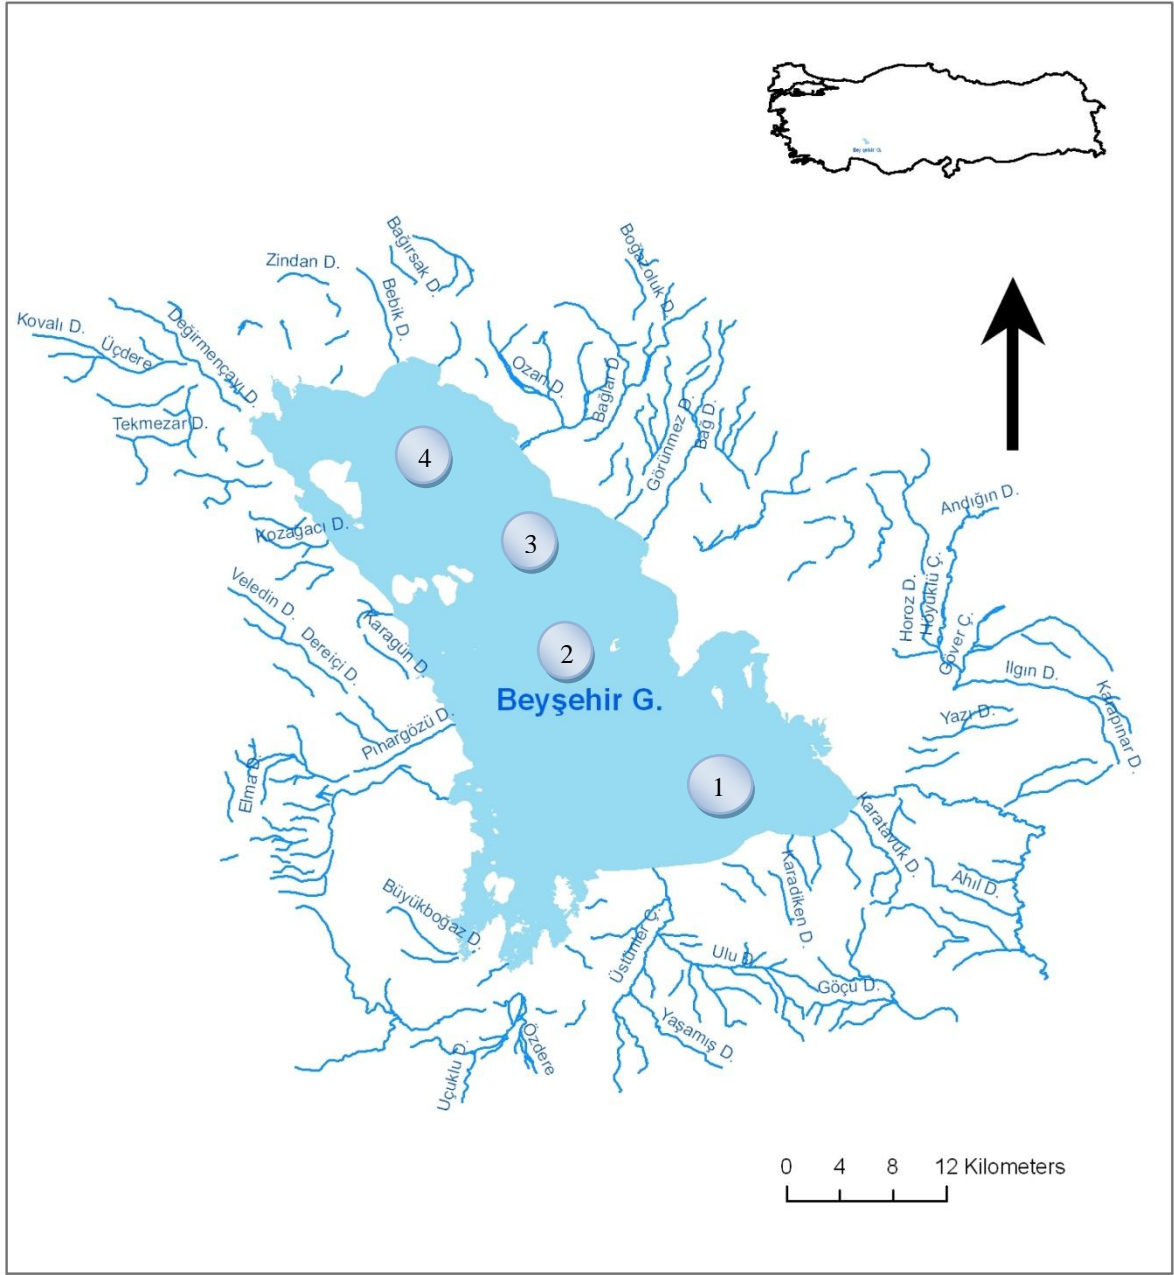 Beyşehir G.
Bağırsak D.
Boğazoluk D.
Zindan D.
Bebik D.
Kovalı D.
Değirmençayı D.
Üçdere
Ozan D.
Bağlar D.
Tekmezar D.
Görünmez D.
Bağ D.
4
Andığın D.
Kozağacı D.
3
Horoz D.
Höyüklü Ç.
Veledin D.
Karagün D.
Göver Ç.
Dereiçi D.
2
Ilgın D.
Beyşehir G.
Karapınar D.
Pınargözü D.
Yazı D.
Elma D.
1
Karatavuk D.
Karadiken D.
Ahıl D.
Büyükboğaz D.
Üstünler Ç.
Ulu D.
Göçü D.
Yaşamış D.
Özdere
Uçuklu D.
0 4 8 12 Kilometers